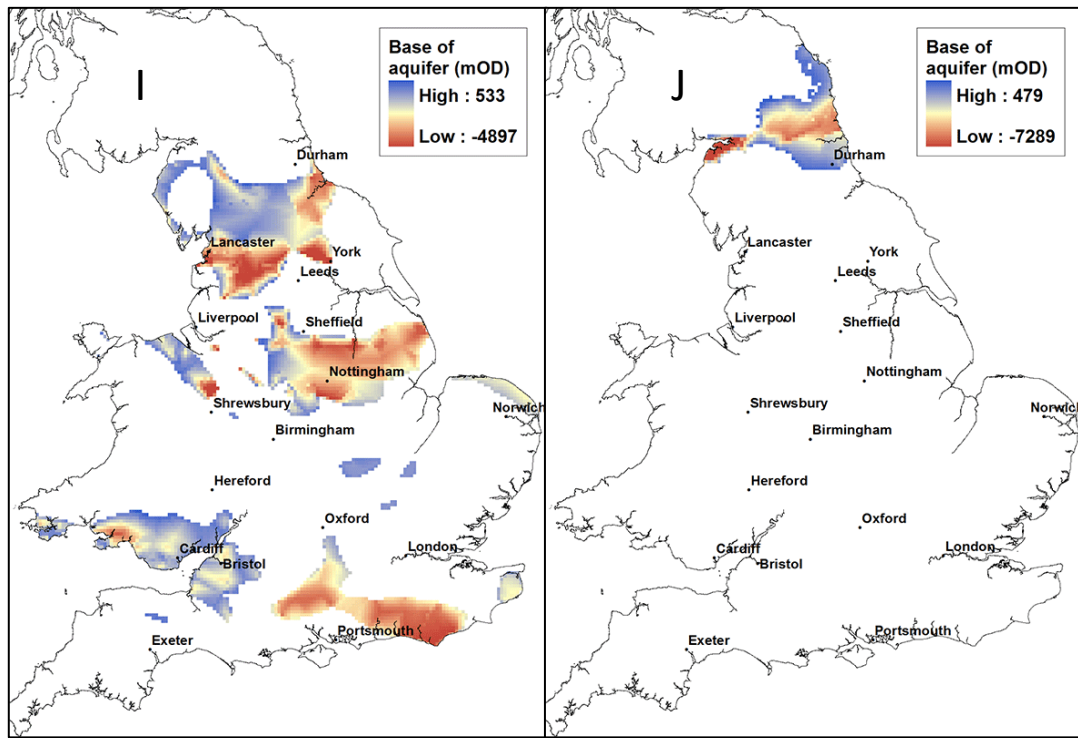 I
Base of
aquifer (mOD)
High : 533
Low : -4897
Durham
Lancaster
York
Leeds
Liverpool
Sheffield
Nottingham
Shrewsbury
Norwich
Birmingham
Hereford
Oxford
Cardiff
London
Bristol
Portsmouth
Exeter
J
Base of
aquifer (mOD)
High : 479
Low : -7289
Durham
Lancaster
York
Leeds
Liverpool
Sheffield
Nottingham
Shrewsbury
Norwich
Birmingham
Hereford
Oxford
Cardiff
London
Bristol
Portsmouth
Exeter